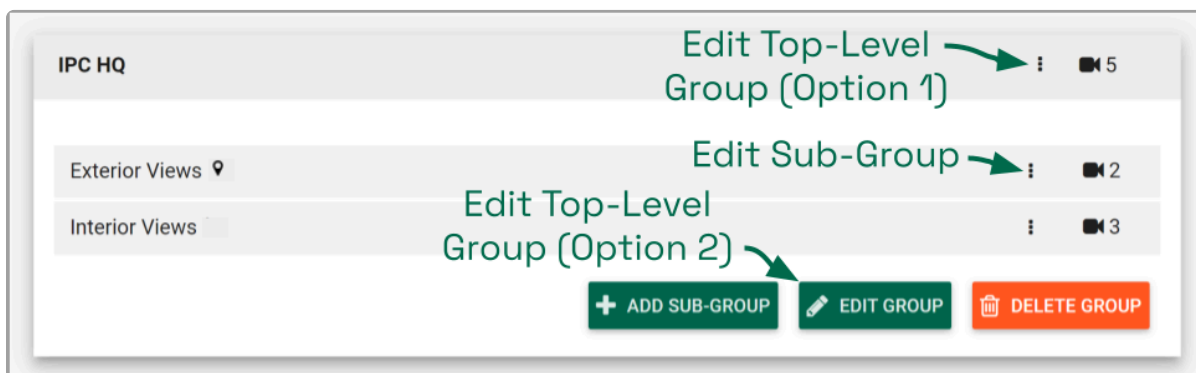 Edit Top-Level
Group (Option 1)
IPC HQ
5
Edit Sub-Group
Exterior Views
2
Edit Top-Level
Group (Option 2)
Interior Views
3
ADD SUB-GROUP
EDIT GROUP
DELETE GROUP